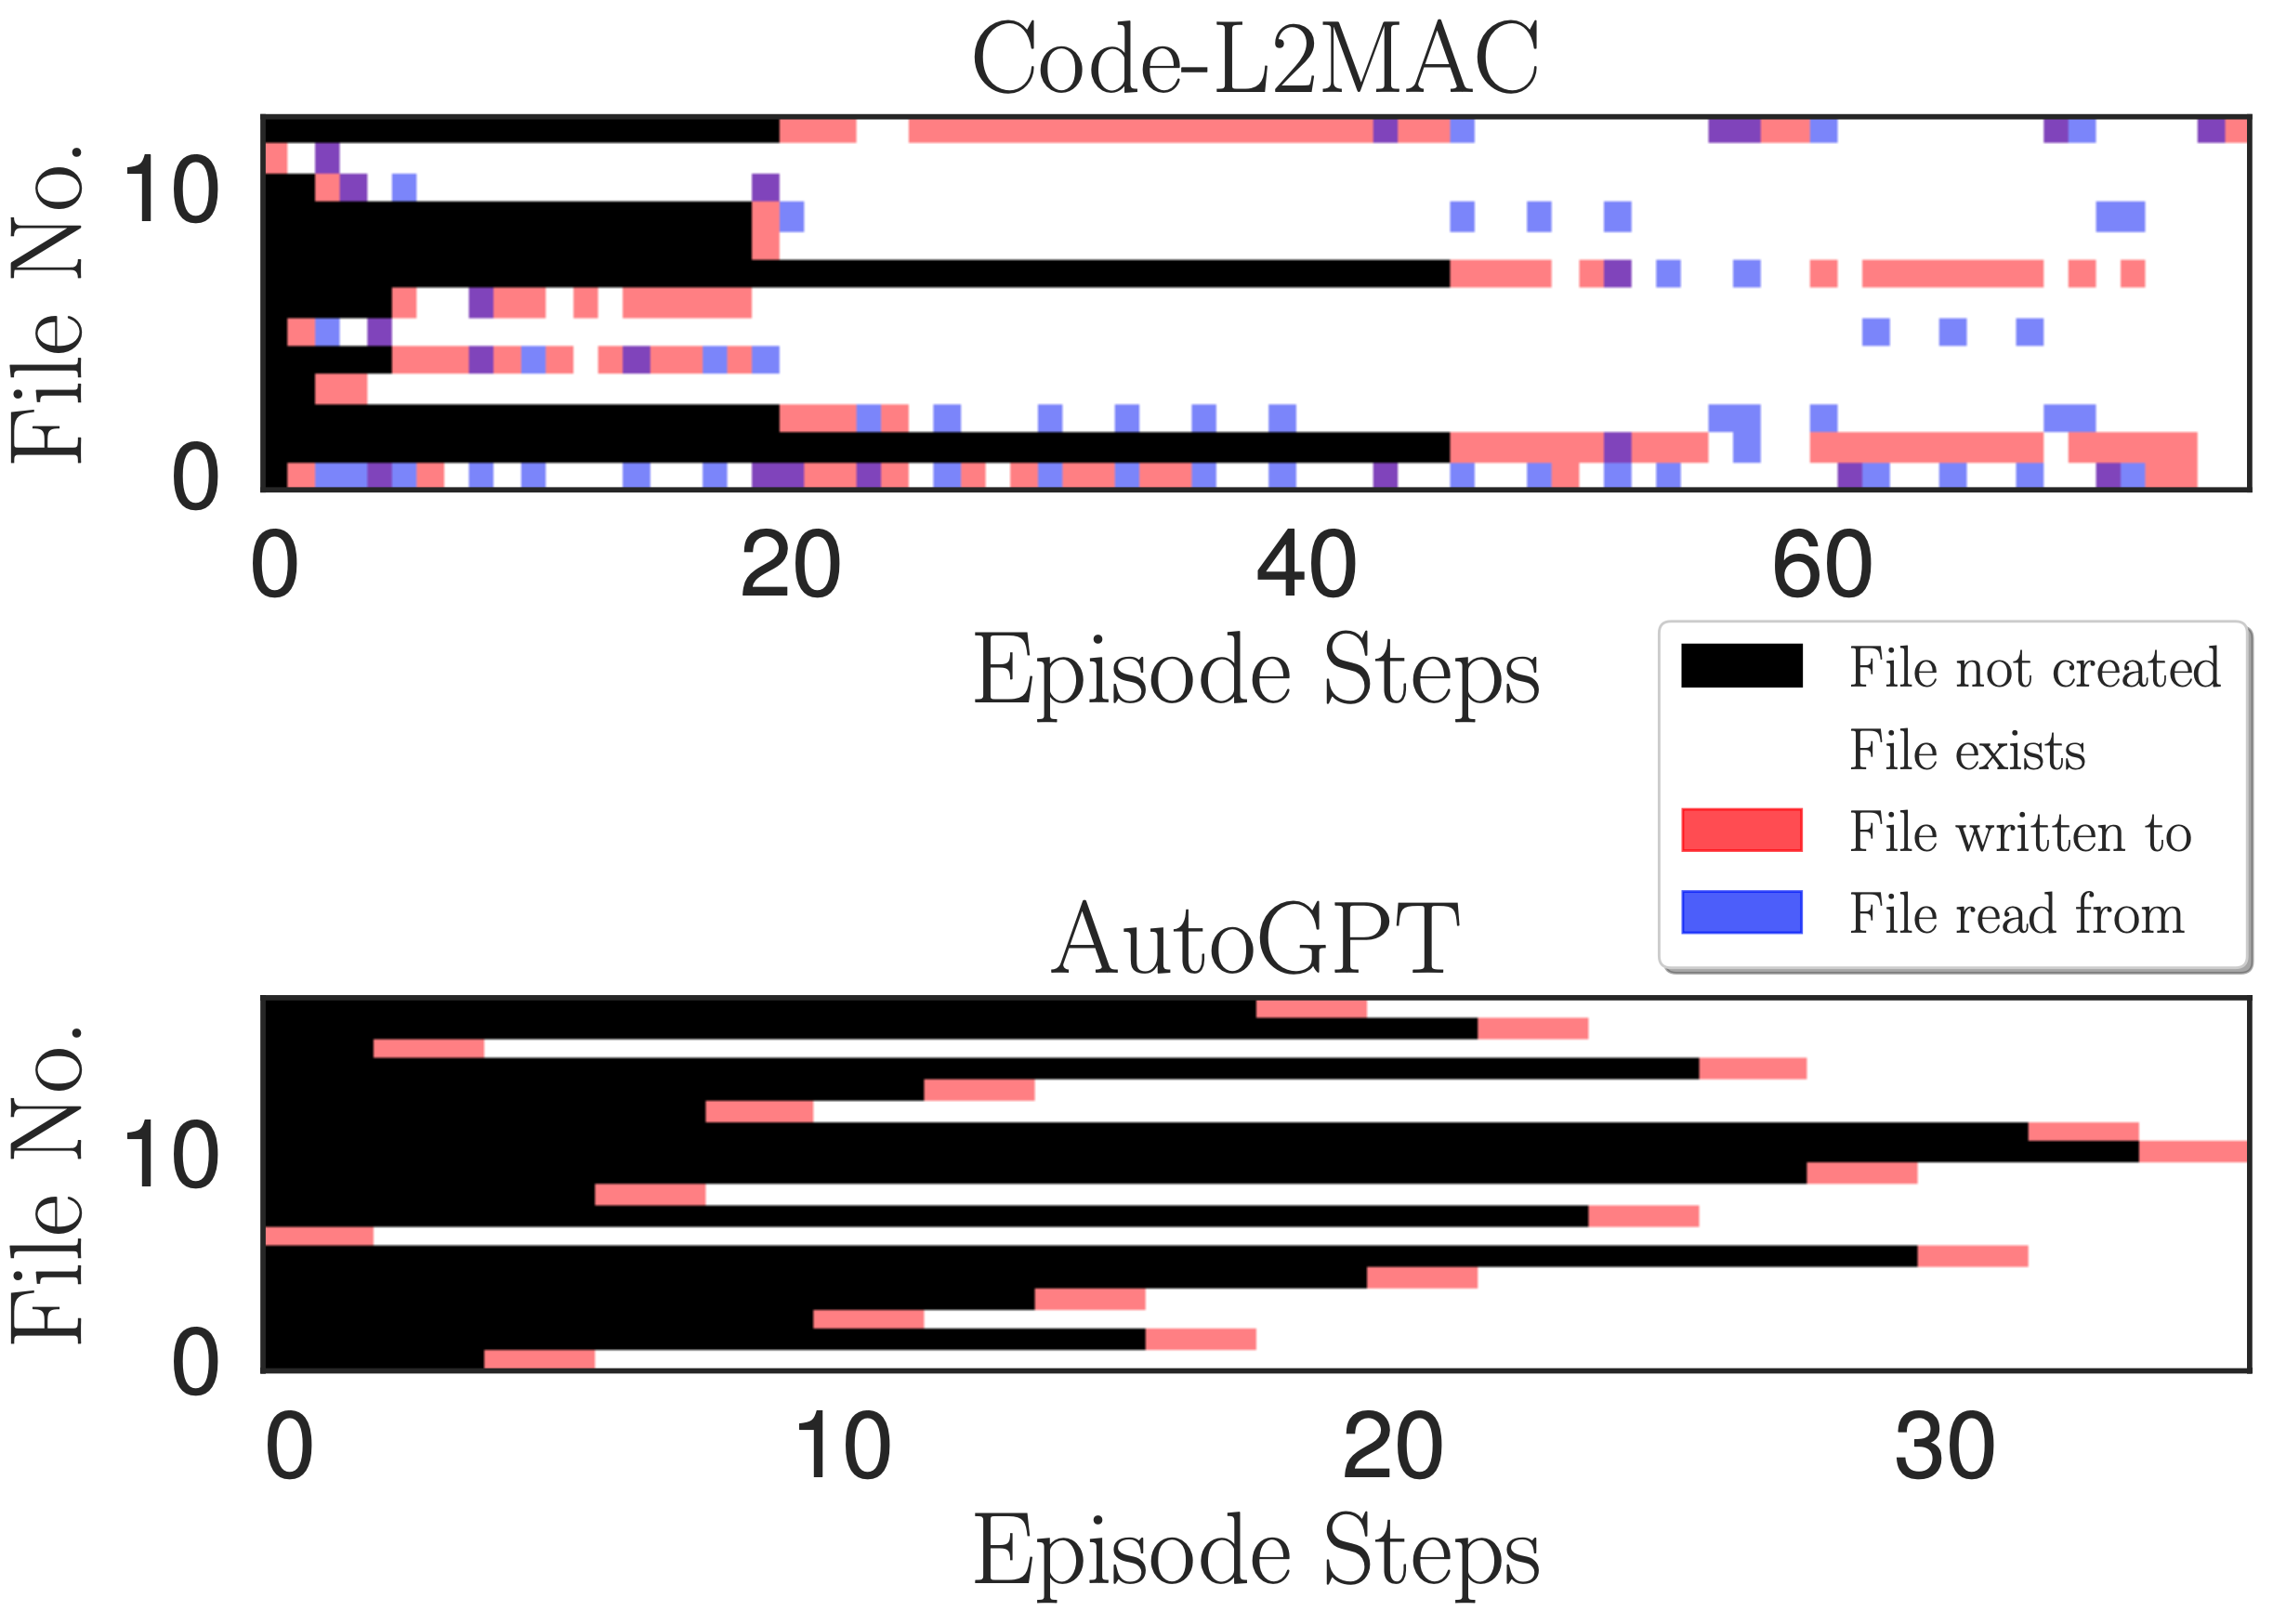 Code-L2MAC
File No.
10
0
0 20 40 60
Episode Steps
File not created
File exists
File written to
File read from
AutoGPT
File No.
10
0
0 10 20 30
Episode Steps